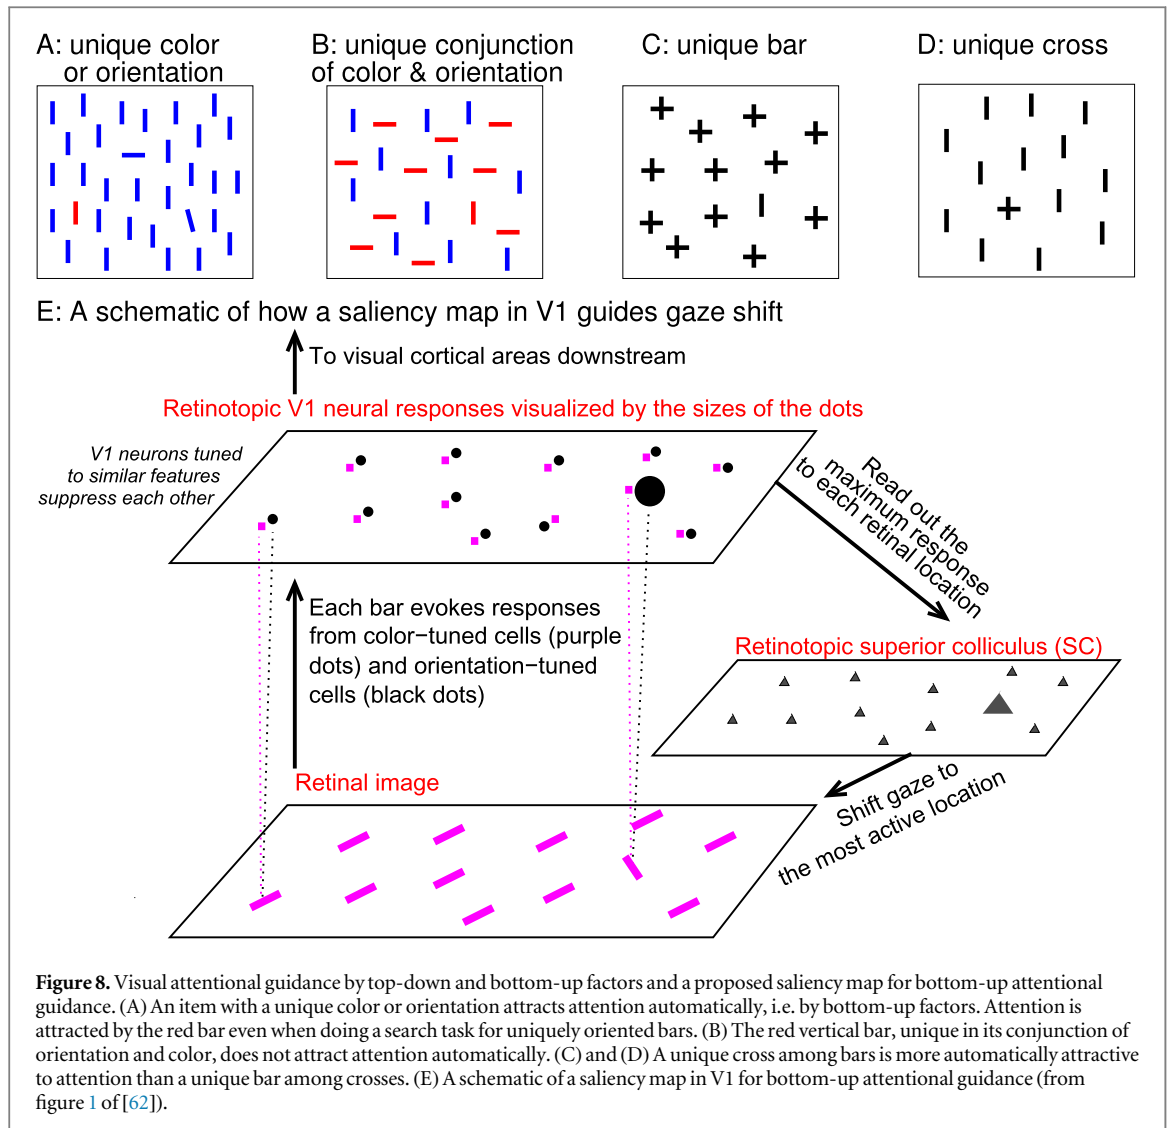 A: unique color
or orientation
B: unique conjunction
of color & orientation
C: unique bar
D: unique cross
E: A schematic of how a saliency map in V1 guides gaze shift
To visual cortical areas downstream
Retinotopic V1 neural responses visualized by the sizes of the dots
V1 neurons tuned
to similar features
suppress each other
Read out the
maximum response
to each retinal location
Each bar evokes responses
from color−tuned cells (purple
dots) and orientation−tuned
cells (black dots)
Retinotopic superior colliculus (SC)
Retinal image
Shift gaze to
the most active location
Figure 8. Visual attentional guidance by top-down and bottom-up factors and a proposed saliency map for bottom-up attentional
guidance. (A) An item with a unique color or orientation attracts attention automatically, i.e. by bottom-up factors. Attention is
attracted by the red bar even when doing a search task for uniquely oriented bars. (B) The red vertical bar, unique in its conjunction of
orientation and color, does not attract attention automatically. (C) and (D) A unique cross among bars is more automatically attractive
to attention than a unique bar among crosses. (E) A schematic of a saliency map in V1 for bottom-up attentional guidance (from
figure 1 of [62]).